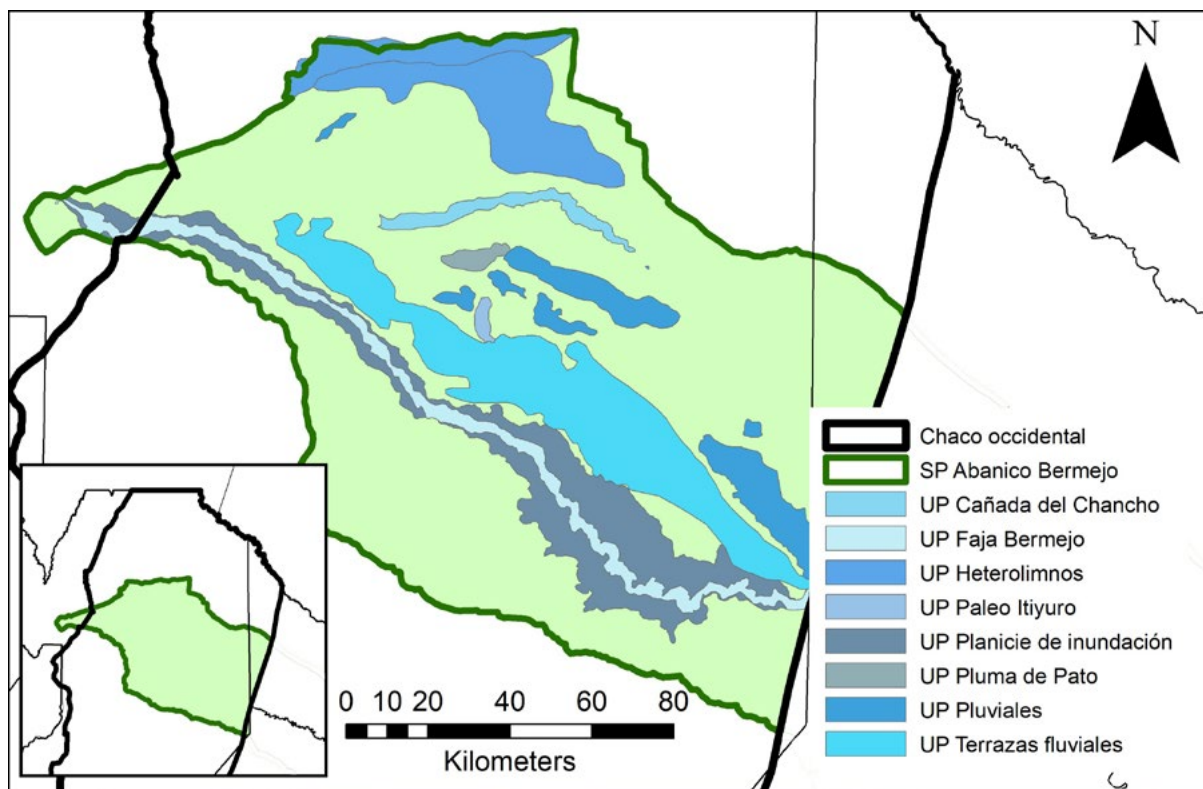 N
Chaco occidental
SP Abanico Bermejo
UP Cañada del Chancho
UP Faja Bermejo
UP Heterolimnos
UP Paleo Itiyuro
UP Planicie de inundación
UP Pluma de Pato
UP Pluviales
UP Terrazas fluviales
0 10 20 40 60 80
Kilometers